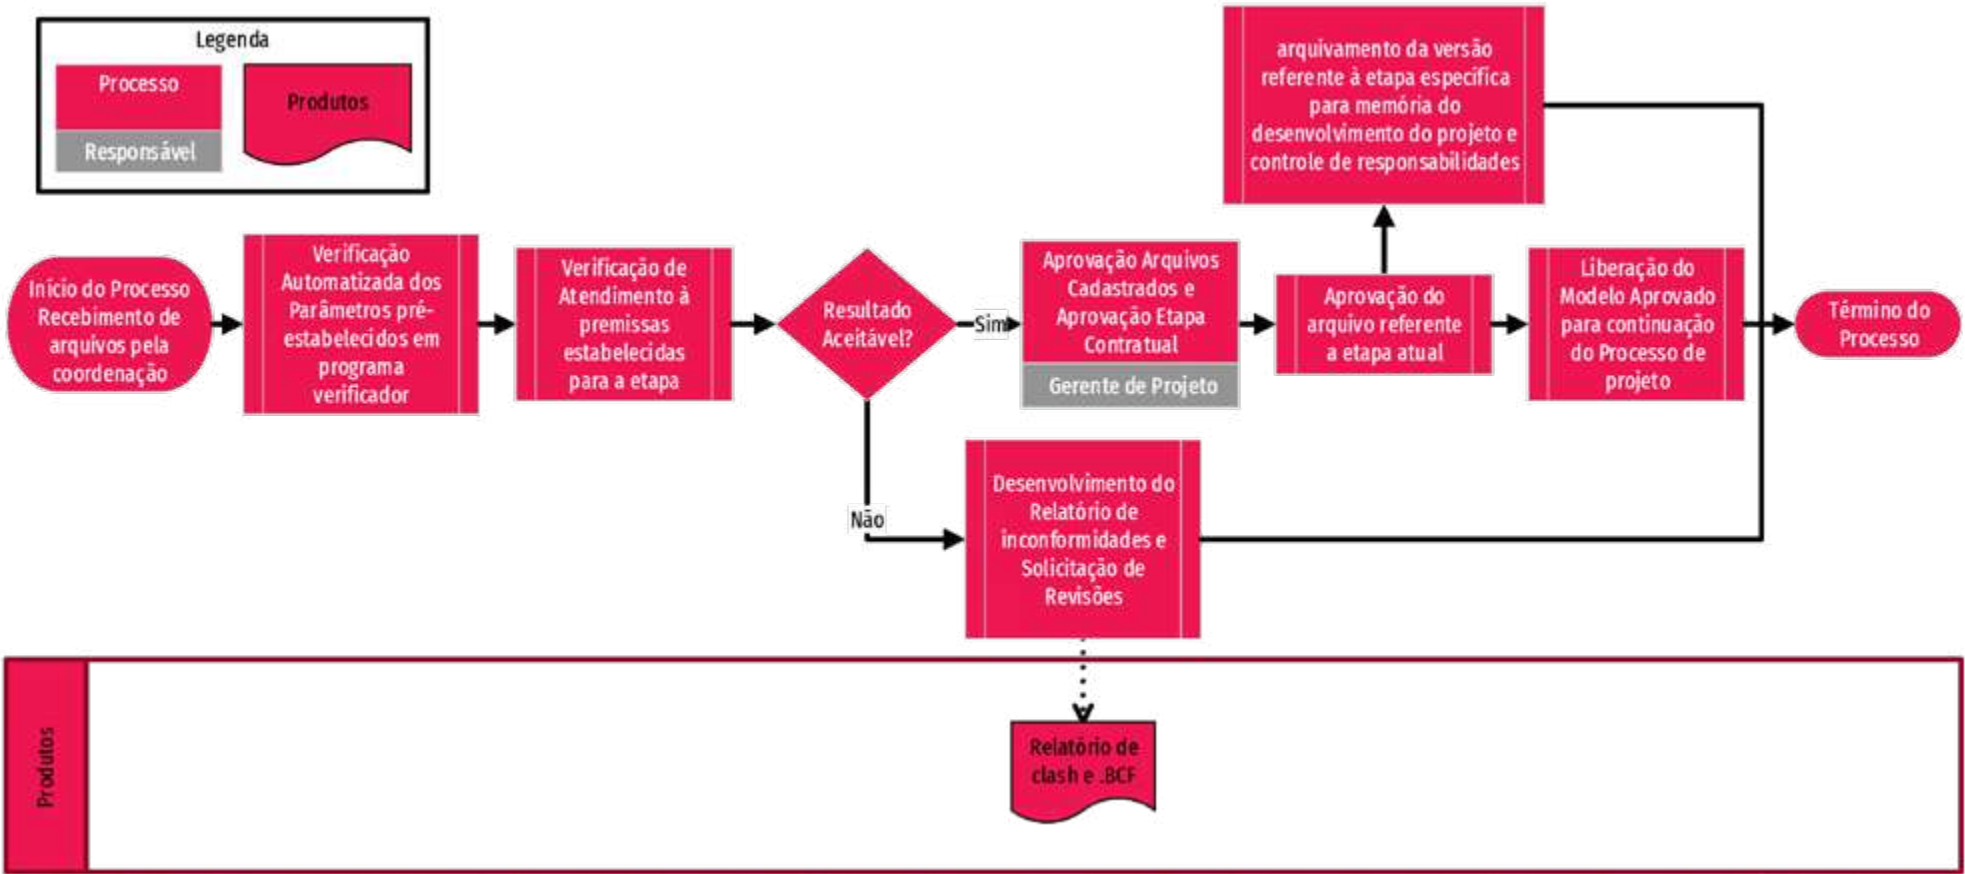 Legenda
Processo
Responsável
Produtos
Início do Processo
Recebimento de
arquivos pela
coordenação
Verificação
Automatizada dos
Parâmetros pré-
estabelecidos em
programa
verificador
Verificação de
Atendimento à
premissas
estabelecidas
para a etapa
Resultado
Aceitável?
Sim
Aprovação Arquivos
Cadastrados e
Aprovação Etapa
Contratual
Gerente de Projeto
Aprovação do
arquivo referente
a etapa atual
arquivamento da versão
referente à etapa específica
para memória do
desenvolvimento do projeto e
controle de responsabilidades
Liberação do
Modelo Aprovado
para continuação
do Processo de
projeto
Término do
Processo
Não
Desenvolvimento do
Relatório de
inconformidades e
Solicitação de
Revisões
Produtos
Relatório de
clash e .BCF